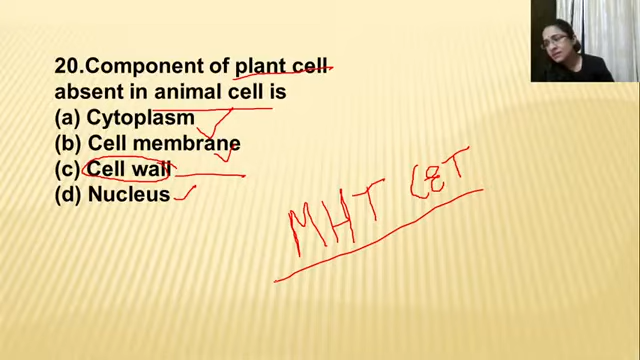 20.Component of plant cell
absent in animal cell is
(a) Cytoplasm
(b) Cell membrane
(c) Cell wall
(d) Nucleus
MHT CET